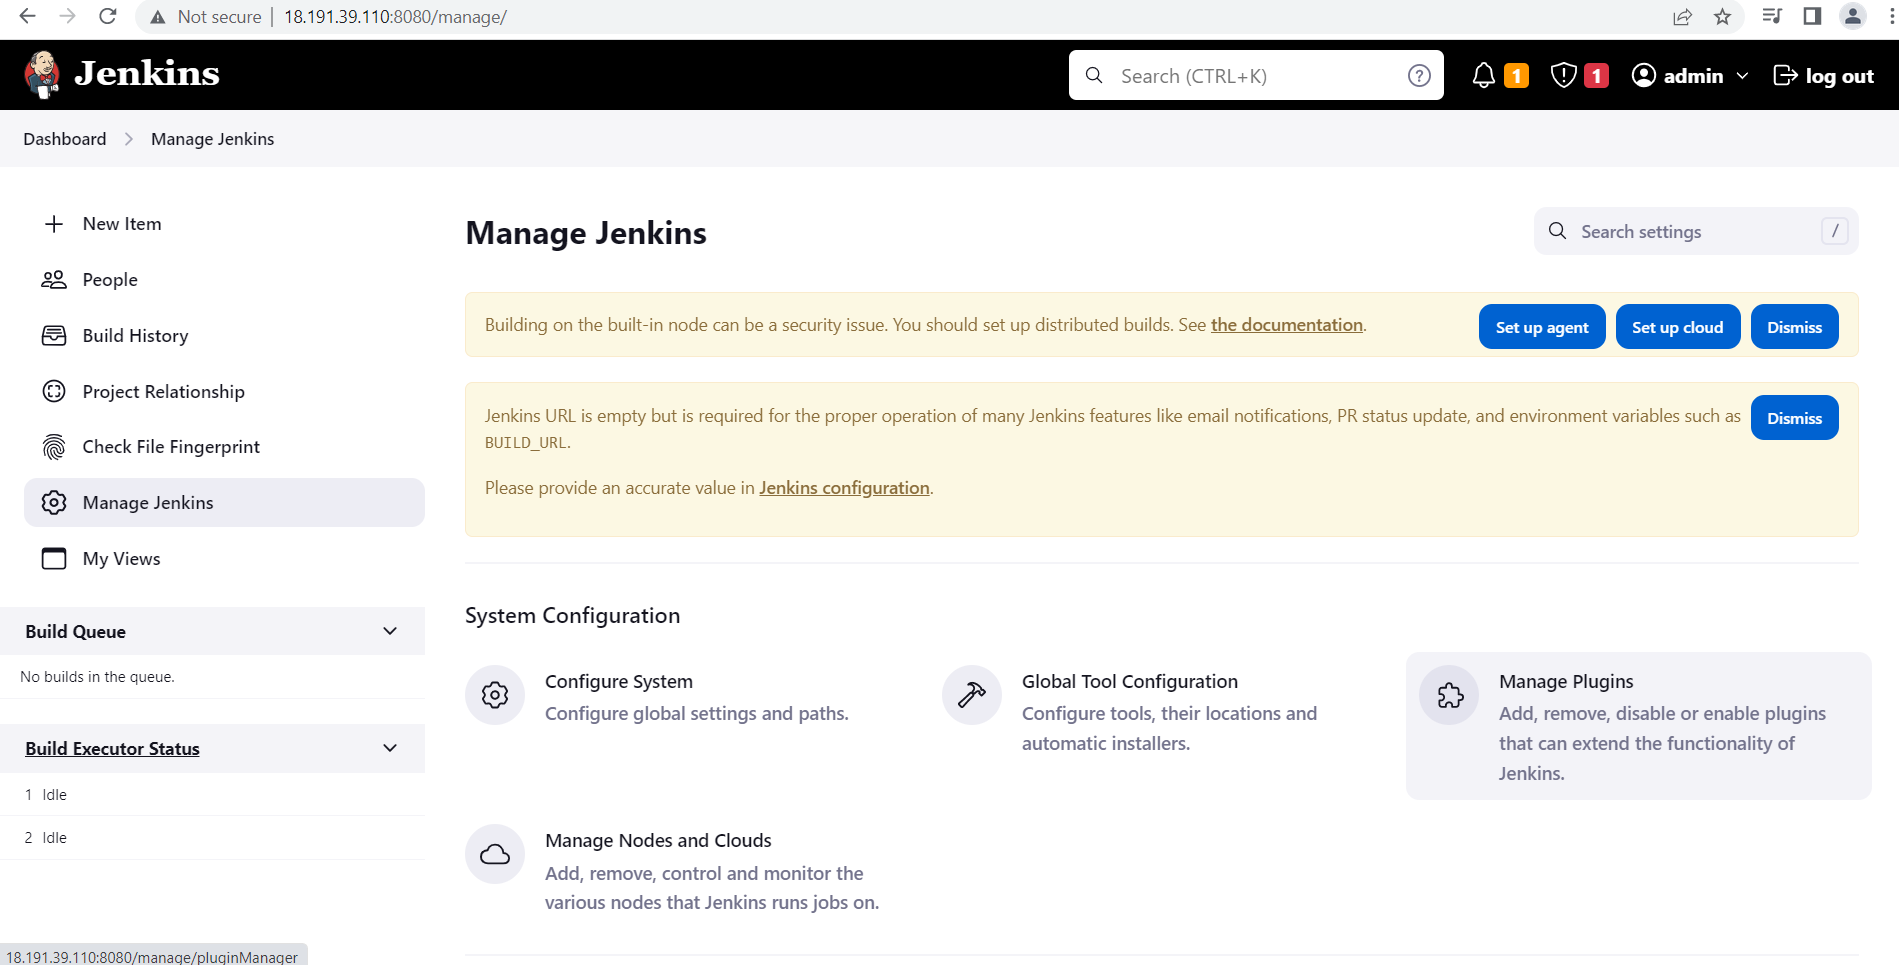 Not secure | 18.191.39.110:8080/manage/
Jenkins
Search (CTRL+K)
?
1
1
admin
log out
Dashboard > Manage Jenkins
New Item
People
Build History
Project Relationship
Check File Fingerprint
Manage Jenkins
My Views
Build Queue
No builds in the queue.
Build Executor Status
1 Idle
2 Idle
Manage Jenkins
Search settings /
Building on the built-in node can be a security issue. You should set up distributed builds. See the documentation.
Set up agent
Set up cloud
Dismiss
Jenkins URL is empty but is required for the proper operation of many Jenkins features like email notifications, PR status update, and environment variables such as
BUILD_URL.
Dismiss
Please provide an accurate value in Jenkins configuration.
System Configuration
Configure System
Configure global settings and paths.
Global Tool Configuration
Configure tools, their locations and
automatic installers.
Manage Plugins
Add, remove, disable or enable plugins
that can extend the functionality of
Jenkins.
Manage Nodes and Clouds
Add, remove, control and monitor the
various nodes that Jenkins runs jobs on.
18.191.39.110:8080/manage/pluginManager